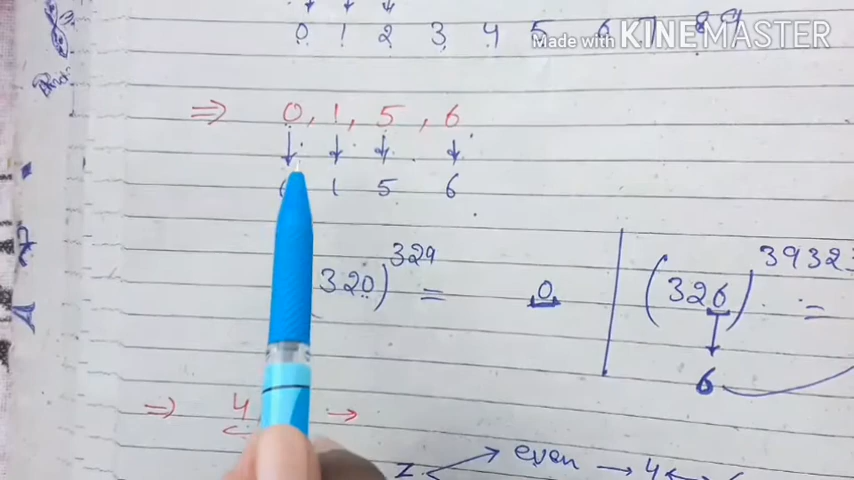 0 1 2 3 4 5 6 7 8 9
Made with KINEMASTER
⇒ 0, 1, 5, 6
↓ ↓ ↓ ↓
1 5 6
320)^329 = 0
(326)^3932 =
↓
6
⇒ 4 →
even → 4